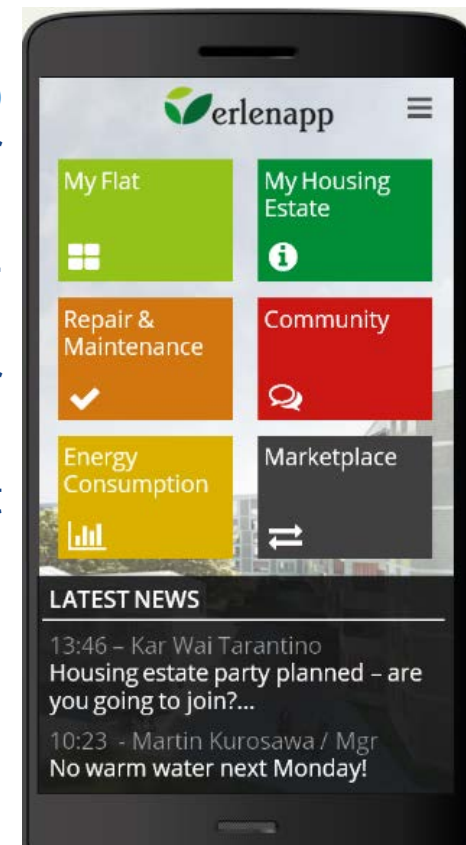 erlenapp
My Flat
My Housing
Estate
Repair &
Maintenance
Community
Energy
Consumption
Marketplace
LATEST NEWS
13:46 – Kar Wai Tarantino
Housing estate party planned – are
you going to join?...
10:23 - Martin Kurosawa / Mgr
No warm water next Monday!